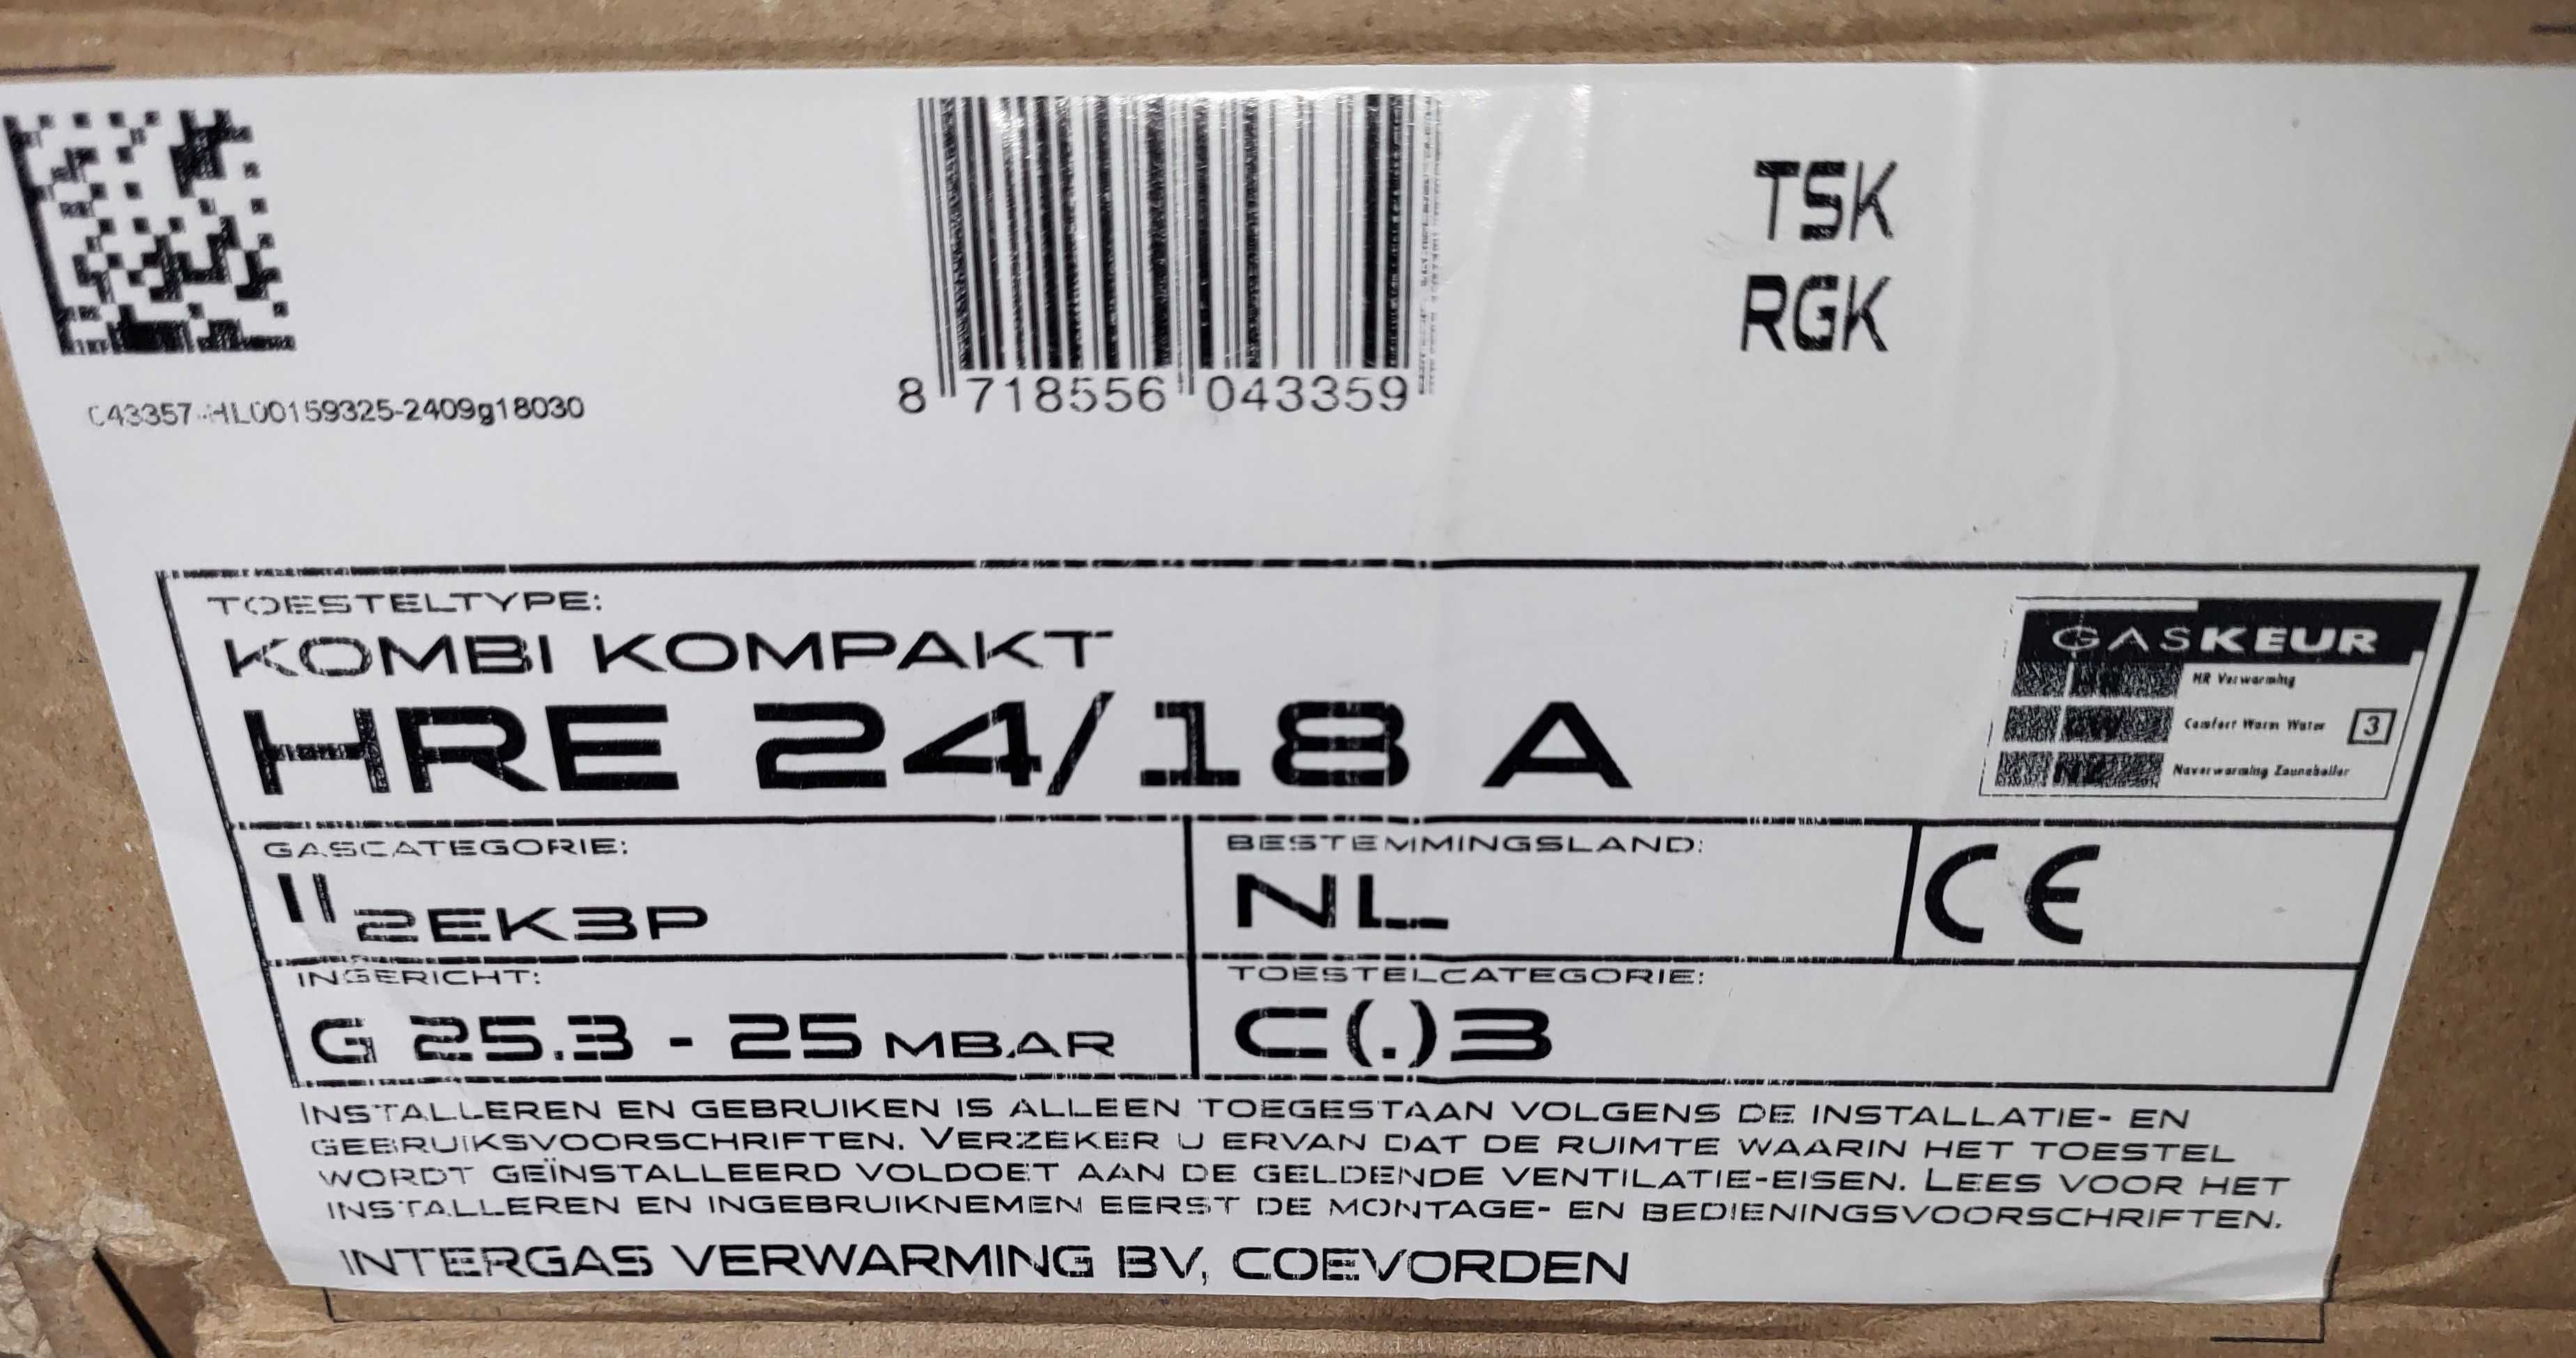 043357-HL00159325-2409g18030
8 718556 043359
TSK
RGK
TOESTELTYPE:
KOMBI KOMPAKT
HRE 24/18 A
GASKEUR
HR Verwarming
Comfort Warm Water 3
Naverwarming Zonneboiler
GASCATEGORIE:
II2EK3P
BESTEMMINGSLAND:
NL
CE
INGERICHT:
G 25.3 - 25 MBAR
TOESTELCATEGORIE:
C(.)3
INSTALLEREN EN GEBRUIKEN IS ALLEEN TOEGESTAAN VOLGENS DE INSTALLATIE- EN
GEBRUIKSVOORSCHRIFTEN. VERZEKER U ERVAN DAT DE RUIMTE WAARIN HET TOESTEL
WORDT GEÏNSTALLEERD VOLDOET AAN DE GELDENDE VENTILATIE-EISEN. LEES VOOR HET
INSTALLEREN EN INGEBRUIKNEMEN EERST DE MONTAGE- EN BEDIENINGSVOORSCHRIFTEN.
INTERGAS VERWARMING BV, COEVORDEN